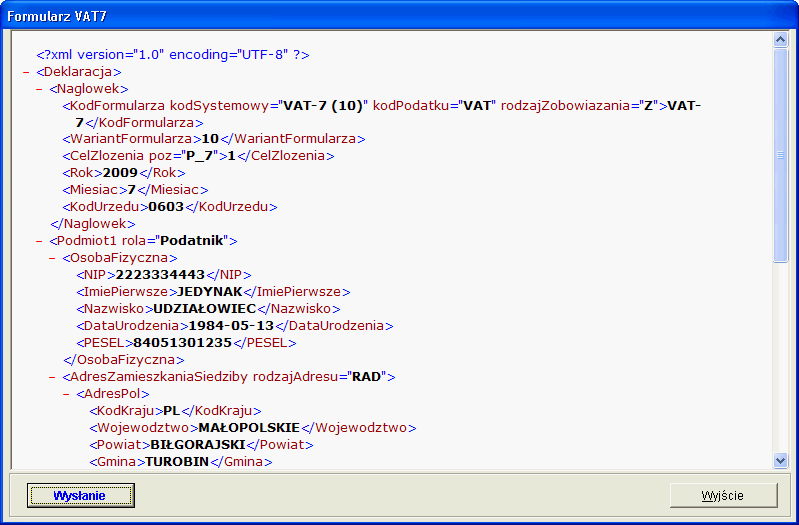 Formularz VAT7
<?xml version="1.0" encoding="UTF-8" ?>
- <Deklaracja>
- <Naglowek>
<KodFormularza kodSystemowy="VAT-7 (10)" kodPodatku="VAT" rodzajZobowiazania="Z">VAT-
7</KodFormularza>
<WariantFormularza>10</WariantFormularza>
<CelZlozenia poz="P_7">1</CelZlozenia>
<Rok>2009</Rok>
<Miesiac>7</Miesiac>
<KodUrzedu>0603</KodUrzedu>
</Naglowek>
- <Podmiot1 rola="Podatnik">
- <OsobaFizyczna>
<NIP>2223334443</NIP>
<ImiePierwsze>JEDYNAK</ImiePierwsze>
<Nazwisko>UDZIAŁOWIEC</Nazwisko>
<DataUrodzenia>1984-05-13</DataUrodzenia>
<PESEL>84051301235</PESEL>
</OsobaFizyczna>
- <AdresZamieszkaniaSiedziby rodzajAdresu="RAD">
- <AdresPol>
<KodKraju>PL</KodKraju>
<Wojewodztwo>MAŁOPOLSKIE</Wojewodztwo>
<Powiat>BIŁGORAJSKI</Powiat>
<Gmina>TUROBIN</Gmina>
Wysłanie
Wyjście